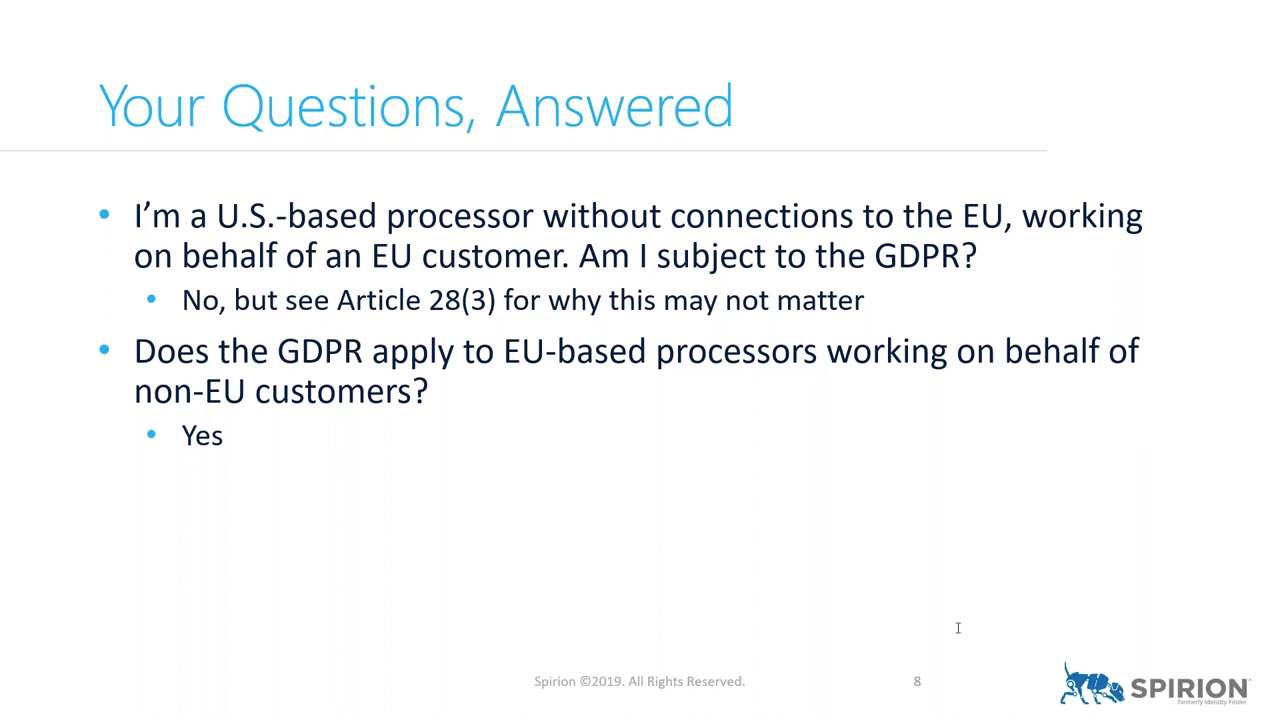 Your Questions, Answered
• I’m a U.S.-based processor without connections to the EU, working
on behalf of an EU customer. Am I subject to the GDPR?
• No, but see Article 28(3) for why this may not matter
• Does the GDPR apply to EU-based processors working on behalf of
non-EU customers?
• Yes
Spirion ©2019. All Rights Reserved.
8
SPIRION™
formerly Identity Finder